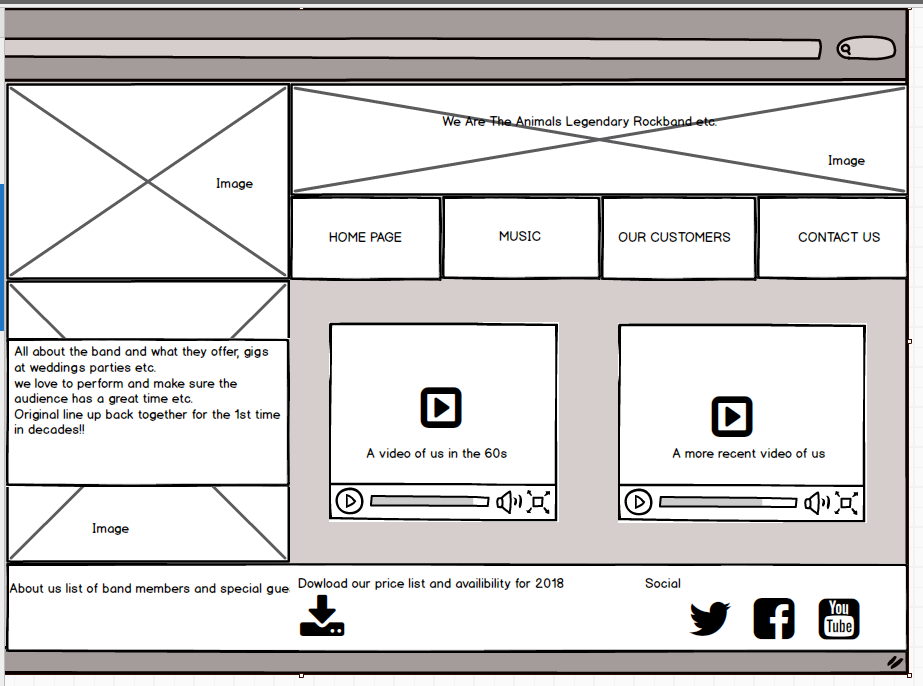 We Are The Animals Legendary Rockband etc.
Image
Image
HOME PAGE
MUSIC
OUR CUSTOMERS
CONTACT US
All about the band and what they offer, gigs
at weddings parties etc.
we love to perform and make sure the
audience has a great time etc.
Original line up back together for the 1st time
in decades!!
A video of us in the 60s
A more recent video of us
Image
About us list of band members and special gue
Dowload our price list and availibility for 2018
Social
You
Tube